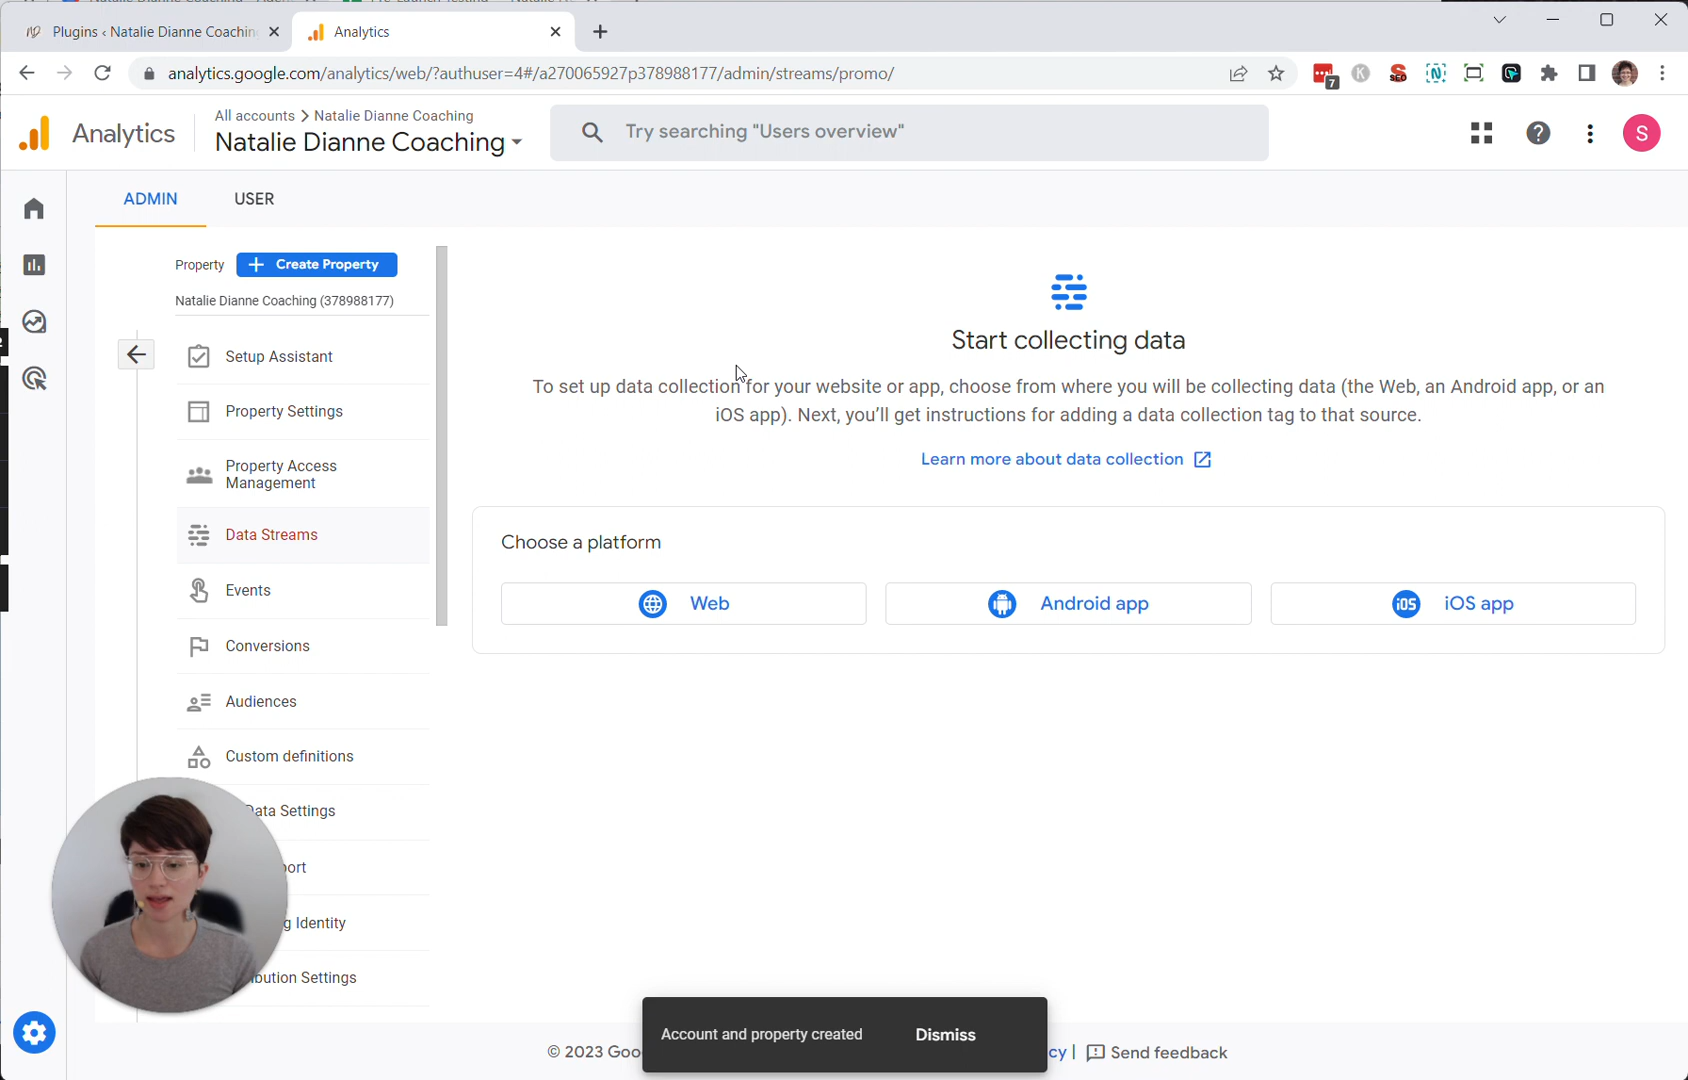 Plugins ‹ Natalie Dianne Coachin
Analytics
analytics.google.com/analytics/web/?authuser=4#/a270065927p378988177/admin/streams/promo/
7
SEO
Analytics
All accounts > Natalie Dianne Coaching
Natalie Dianne Coaching
Try searching "Users overview"
S
ADMIN
USER
Property
Create Property
Natalie Dianne Coaching (378988177)
Setup Assistant
Property Settings
Property Access
Management
Data Streams
Events
Conversions
Audiences
Custom definitions
Data Settings
ort
g Identity
bution Settings
Start collecting data
To set up data collection for your website or app, choose from where you will be collecting data (the Web, an Android app, or an
iOS app). Next, you'll get instructions for adding a data collection tag to that source.
Learn more about data collection
Choose a platform
Web
Android app
iOS
iOS app
Account and property created
Dismiss
© 2023 Goo
cy |
Send feedback